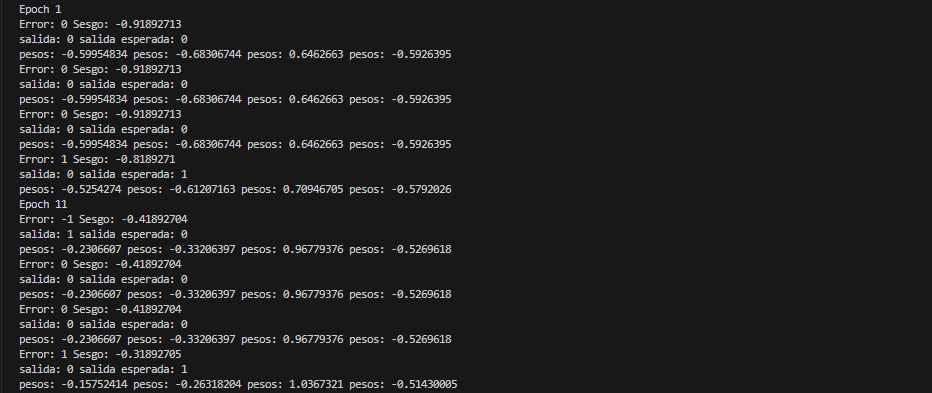 Epoch 1
Error: 0 Sesgo: -0.91892713
salida: 0 salida esperada: 0
pesos: -0.59954834 pesos: -0.68306744 pesos: 0.6462663 pesos: -0.5926395
Error: 0 Sesgo: -0.91892713
salida: 0 salida esperada: 0
pesos: -0.59954834 pesos: -0.68306744 pesos: 0.6462663 pesos: -0.5926395
Error: 0 Sesgo: -0.91892713
salida: 0 salida esperada: 0
pesos: -0.59954834 pesos: -0.68306744 pesos: 0.6462663 pesos: -0.5926395
Error: 1 Sesgo: -0.8189271
salida: 0 salida esperada: 1
pesos: -0.5254274 pesos: -0.61207163 pesos: 0.70946705 pesos: -0.5792026
Epoch 11
Error: -1 Sesgo: -0.41892704
salida: 1 salida esperada: 0
pesos: -0.2306607 pesos: -0.33206397 pesos: 0.96779376 pesos: -0.5269618
Error: 0 Sesgo: -0.41892704
salida: 0 salida esperada: 0
pesos: -0.2306607 pesos: -0.33206397 pesos: 0.96779376 pesos: -0.5269618
Error: 0 Sesgo: -0.41892704
salida: 0 salida esperada: 0
pesos: -0.2306607 pesos: -0.33206397 pesos: 0.96779376 pesos: -0.5269618
Error: 1 Sesgo: -0.31892705
salida: 0 salida esperada: 1
pesos: -0.15752414 pesos: -0.26318204 pesos: 1.0367321 pesos: -0.51430005